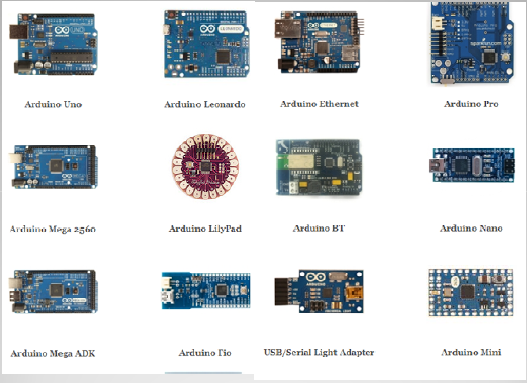 Arduino Uno
Arduino Leonardo
Arduino Ethernet
Arduino Pro
Arduino Mega 2560
Arduino LilyPad
Arduino BT
Arduino Nano
Arduino Mega ADK
Arduino Fio
USB/Serial Light Adapter
Arduino Mini